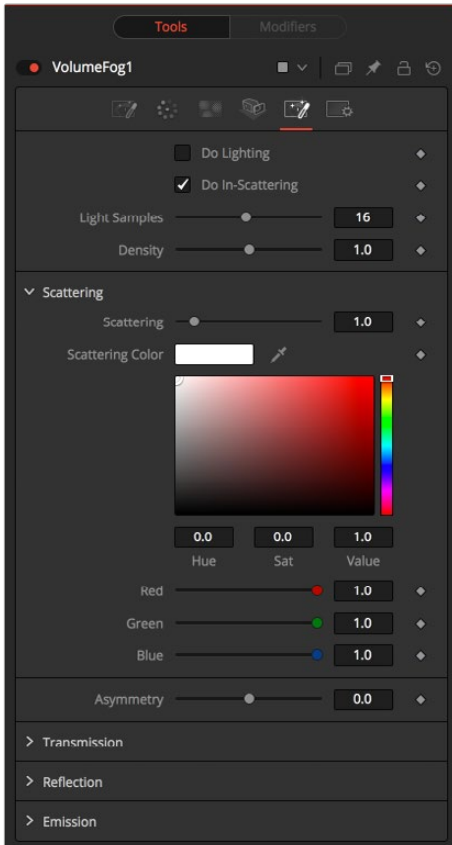 Tools Modifiers
VolumeFog1
Do Lighting
Do In-Scattering
Light Samples 16
Density 1.0
Scattering
Scattering 1.0
Scattering Color
0.0 0.0 1.0
Hue Sat Value
Red 1.0
Green 1.0
Blue 1.0
Asymmetry 0.0
Transmission
Reflection
Emission